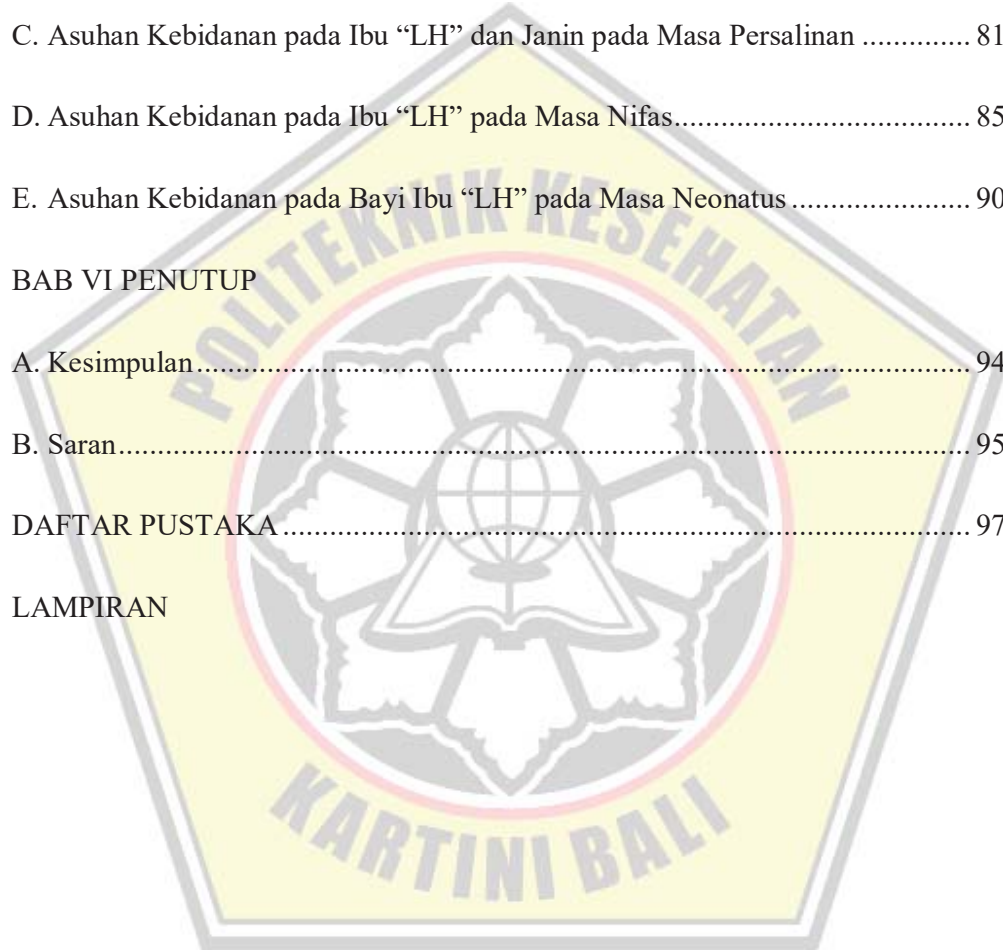 C. Asuhan Kebidanan pada Ibu “LH” dan Janin pada Masa Persalinan .............. 81
D. Asuhan Kebidanan pada Ibu “LH” pada Masa Nifas................................... 85
E. Asuhan Kebidanan pada Bayi Ibu “LH” pada Masa Neonatus ..................... 90
POLITEKNIK KESEHATAN
BAB VI PENUTUP
A. Kesimpulan........................................................................................ 94
B. Saran................................................................................................. 95
DAFTAR PUSTAKA............................................................................. 97
LAMPIRAN
KARTINI BALI